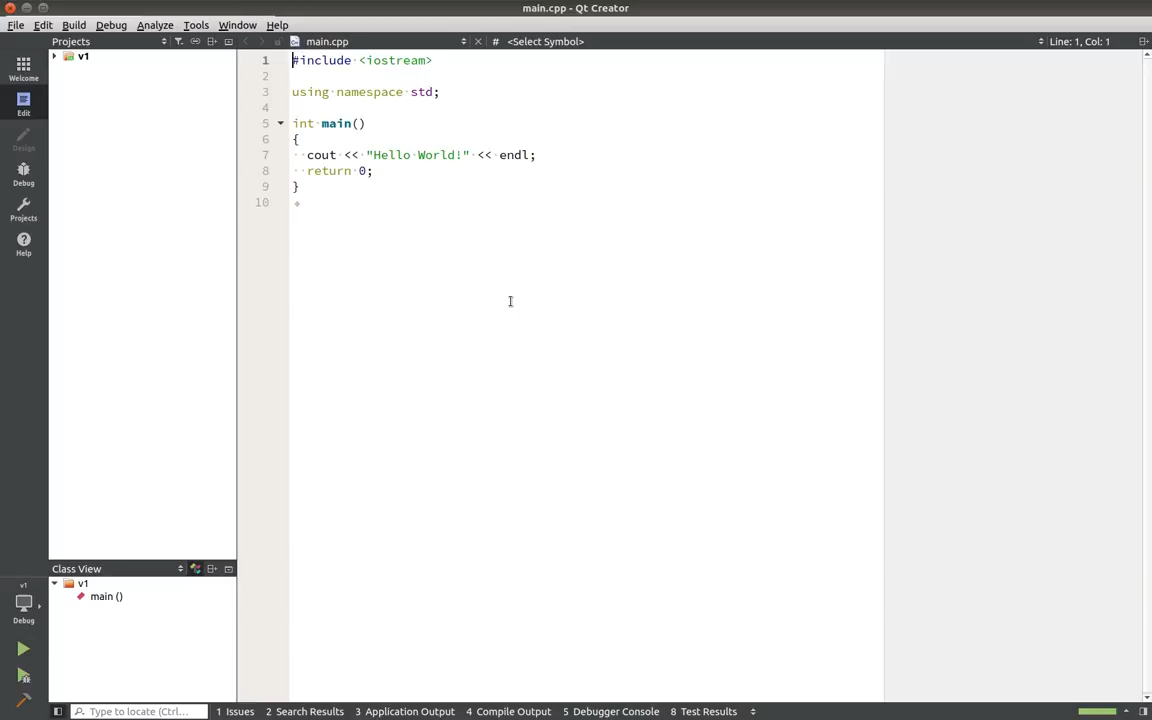 main.cpp - Qt Creator
File Edit Build Debug Analyze Tools Window Help
Projects
main.cpp
# <Select Symbol>
Line: 1, Col: 1
Welcome
Edit
Design
Debug
Projects
Help
v1
1 #include <iostream>
2
3 using namespace std;
4
5 int main()
6 {
7 cout << "Hello World!" << endl;
8 return 0;
9 }
10
Class View
v1
main ()
v1
Debug
Type to locate (Ctrl...
1 Issues 2 Search Results 3 Application Output 4 Compile Output 5 Debugger Console 8 Test Results